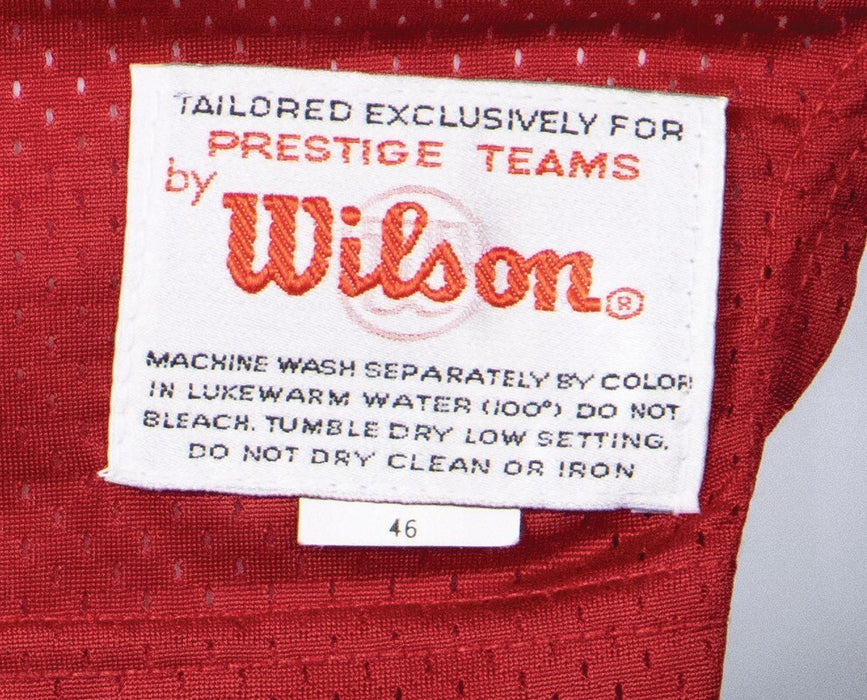 TAILORED EXCLUSIVELY FOR
PRESTIGE TEAMS
by
Wilson®
MACHINE WASH SEPARATELY BY COLOR
IN LUKEWARM WATER (100°) DO NOT
BLEACH. TUMBLE DRY LOW SETTING.
DO NOT DRY CLEAN OR IRON
46